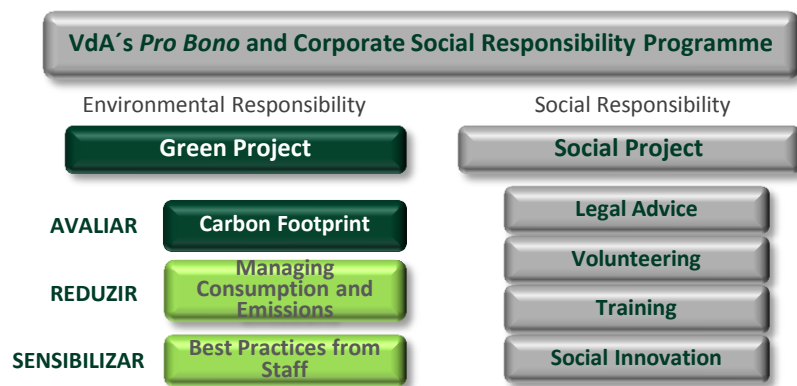 VdA´s Pro Bono and Corporate Social Responsibility Programme
Environmental Responsibility
Social Responsibility
Green Project
Social Project
AVALIAR
Carbon Footprint
REDUZIR
Managing
Consumption and
Emissions
SENSIBILIZAR
Best Practices from
Staff
Legal Advice
Volunteering
Training
Social Innovation